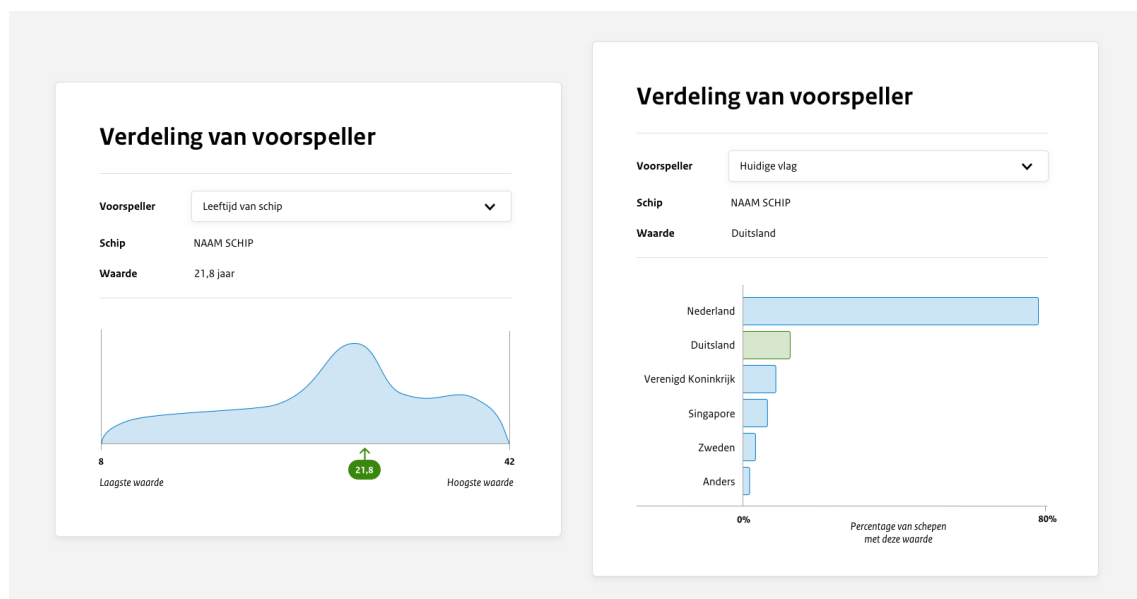 Verdeling van voorspeller
Voorspeller
Leeftijd van schip
Schip
NAAM SCHIP
Waarde
21,8 jaar
8
21,8
42
Laagste waarde
Hoogste waarde
Verdeling van voorspeller
Voorspeller
Huidige vlag
Schip
NAAM SCHIP
Waarde
Duitsland
Nederland
Duitsland
Verenigd Koninkrijk
Singapore
Zweden
Anders
0%
80%
Percentage van schepen
met deze waarde